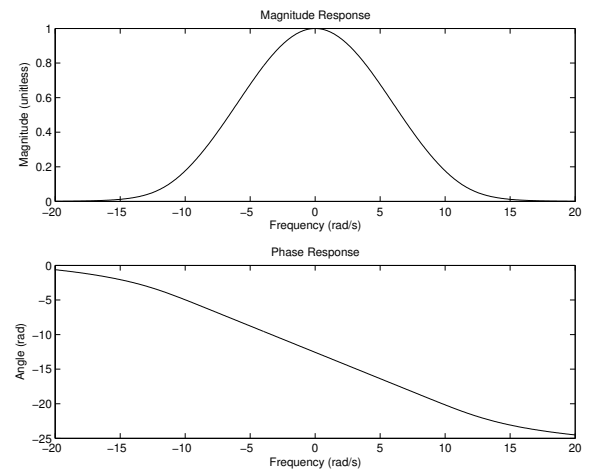 Magnitude Response
Magnitude (unitless)
1
0.8
0.6
0.4
0.2
0
−20 −15 −10 −5 0 5 10 15 20
Frequency (rad/s)
Phase Response
Angle (rad)
0
−5
−10
−15
−20
−25
−20 −15 −10 −5 0 5 10 15 20
Frequency (rad/s)